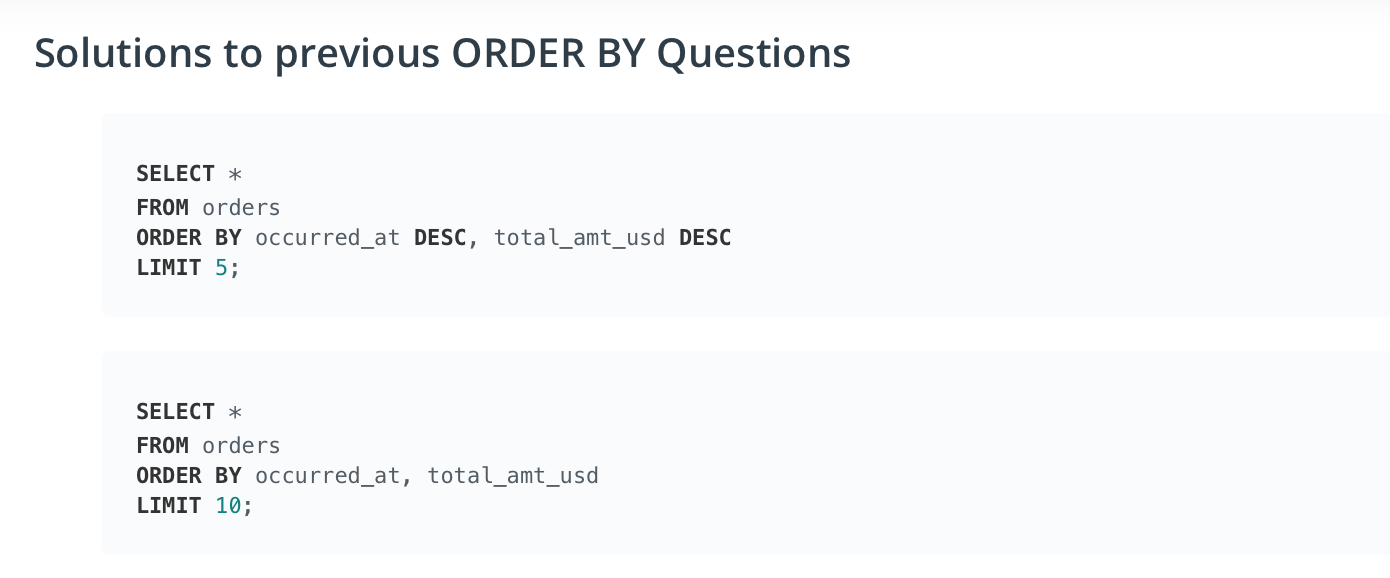 Solutions to previous ORDER BY Questions
SELECT *
FROM orders
ORDER BY occurred_at DESC, total_amt_usd DESC
LIMIT 5;
SELECT *
FROM orders
ORDER BY occurred_at, total_amt_usd
LIMIT 10;